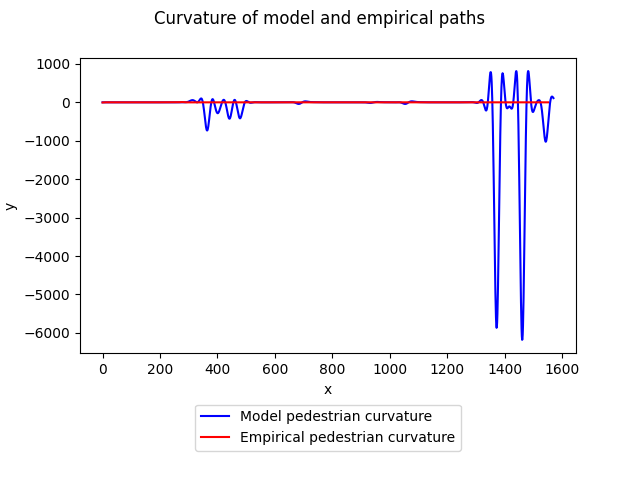 Curvature of model and empirical paths
1000
0
−1000
−2000
−3000
−4000
−5000
−6000
y
0 200 400 600 800 1000 1200 1400 1600
x
Model pedestrian curvature
Empirical pedestrian curvature